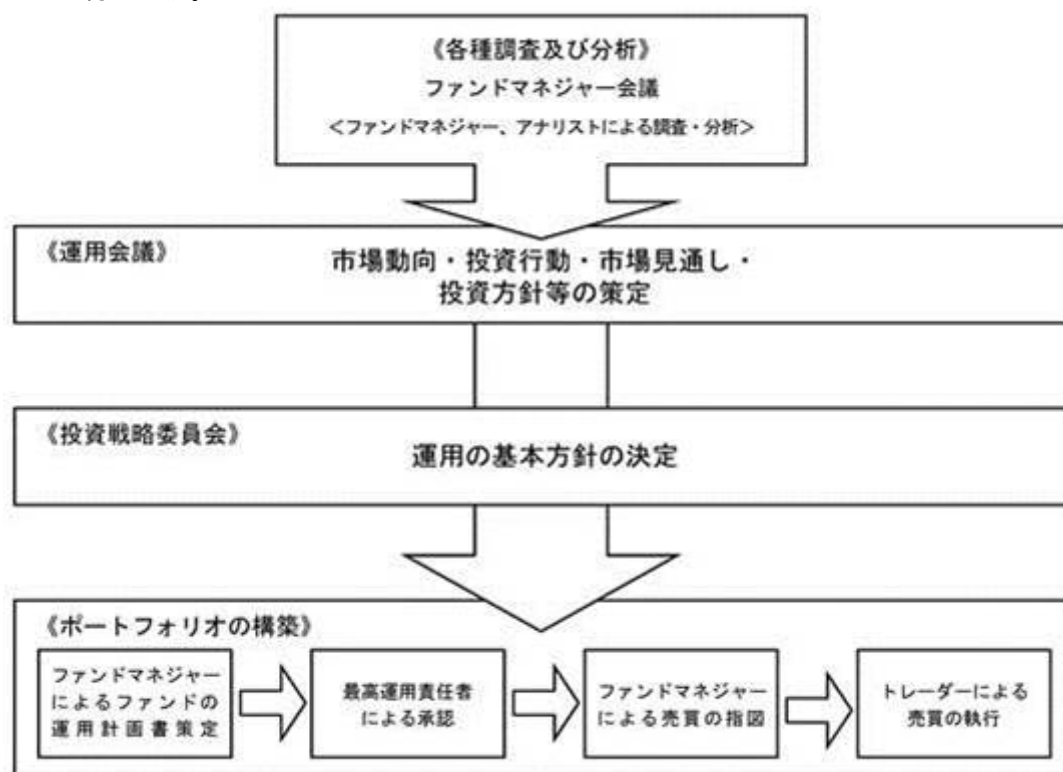 《各種調査及び分析》
ファンドマネジャー会議
<ファンドマネジャー、アナリストによる調査・分析>
《運用会議》
市場動向・投資行動・市場見通し・
投資方針等の策定
《投資戦略委員会》
運用の基本方針の決定
《ポートフォリオの構築》
ファンドマネジャー
によるファンドの
運用計画書策定
最高運用責任者
による承認
ファンドマネジャー
による売買の指図
トレーダーによる
売買の執行